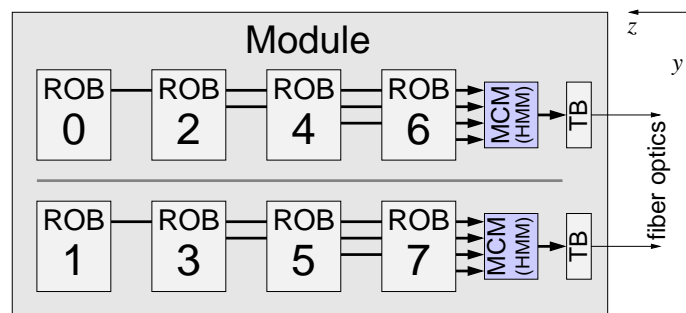 Module
z
y
ROB
0
ROB
2
ROB
4
ROB
6
MCM
(HMM)
TB
fiber optics
ROB
1
ROB
3
ROB
5
ROB
7
MCM
(HMM)
TB